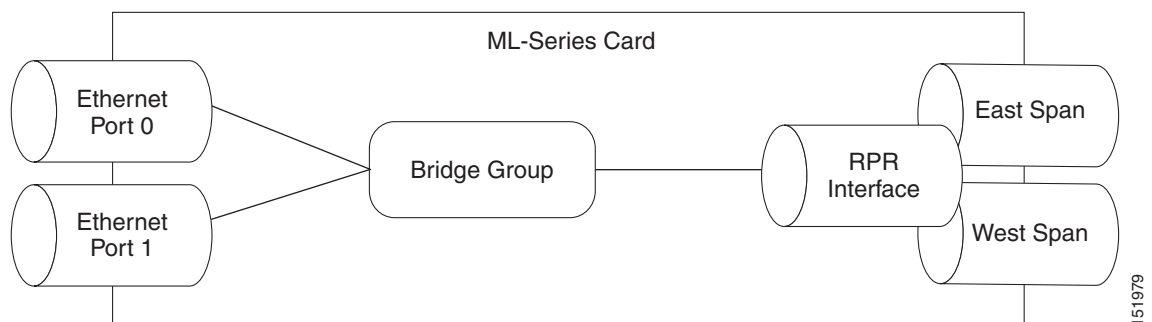 ML-Series Card
Ethernet
Port 0
East Span
Bridge Group
RPR
Interface
Ethernet
Port 1
West Span
151979